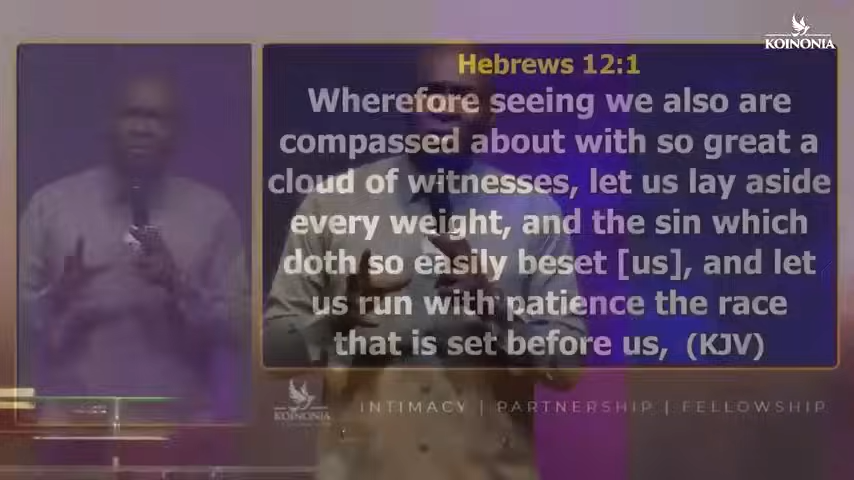 KOINONIA
Hebrews 12:1
Wherefore seeing we also are
compassed about with so great a
cloud of witnesses, let us lay aside
every weight, and the sin which
doth so easily beset [us], and let
us run with patience the race
that is set before us, (KJV)
KOINONIA
INTIMACY | PARTNERSHIP | FELLOWSHIP